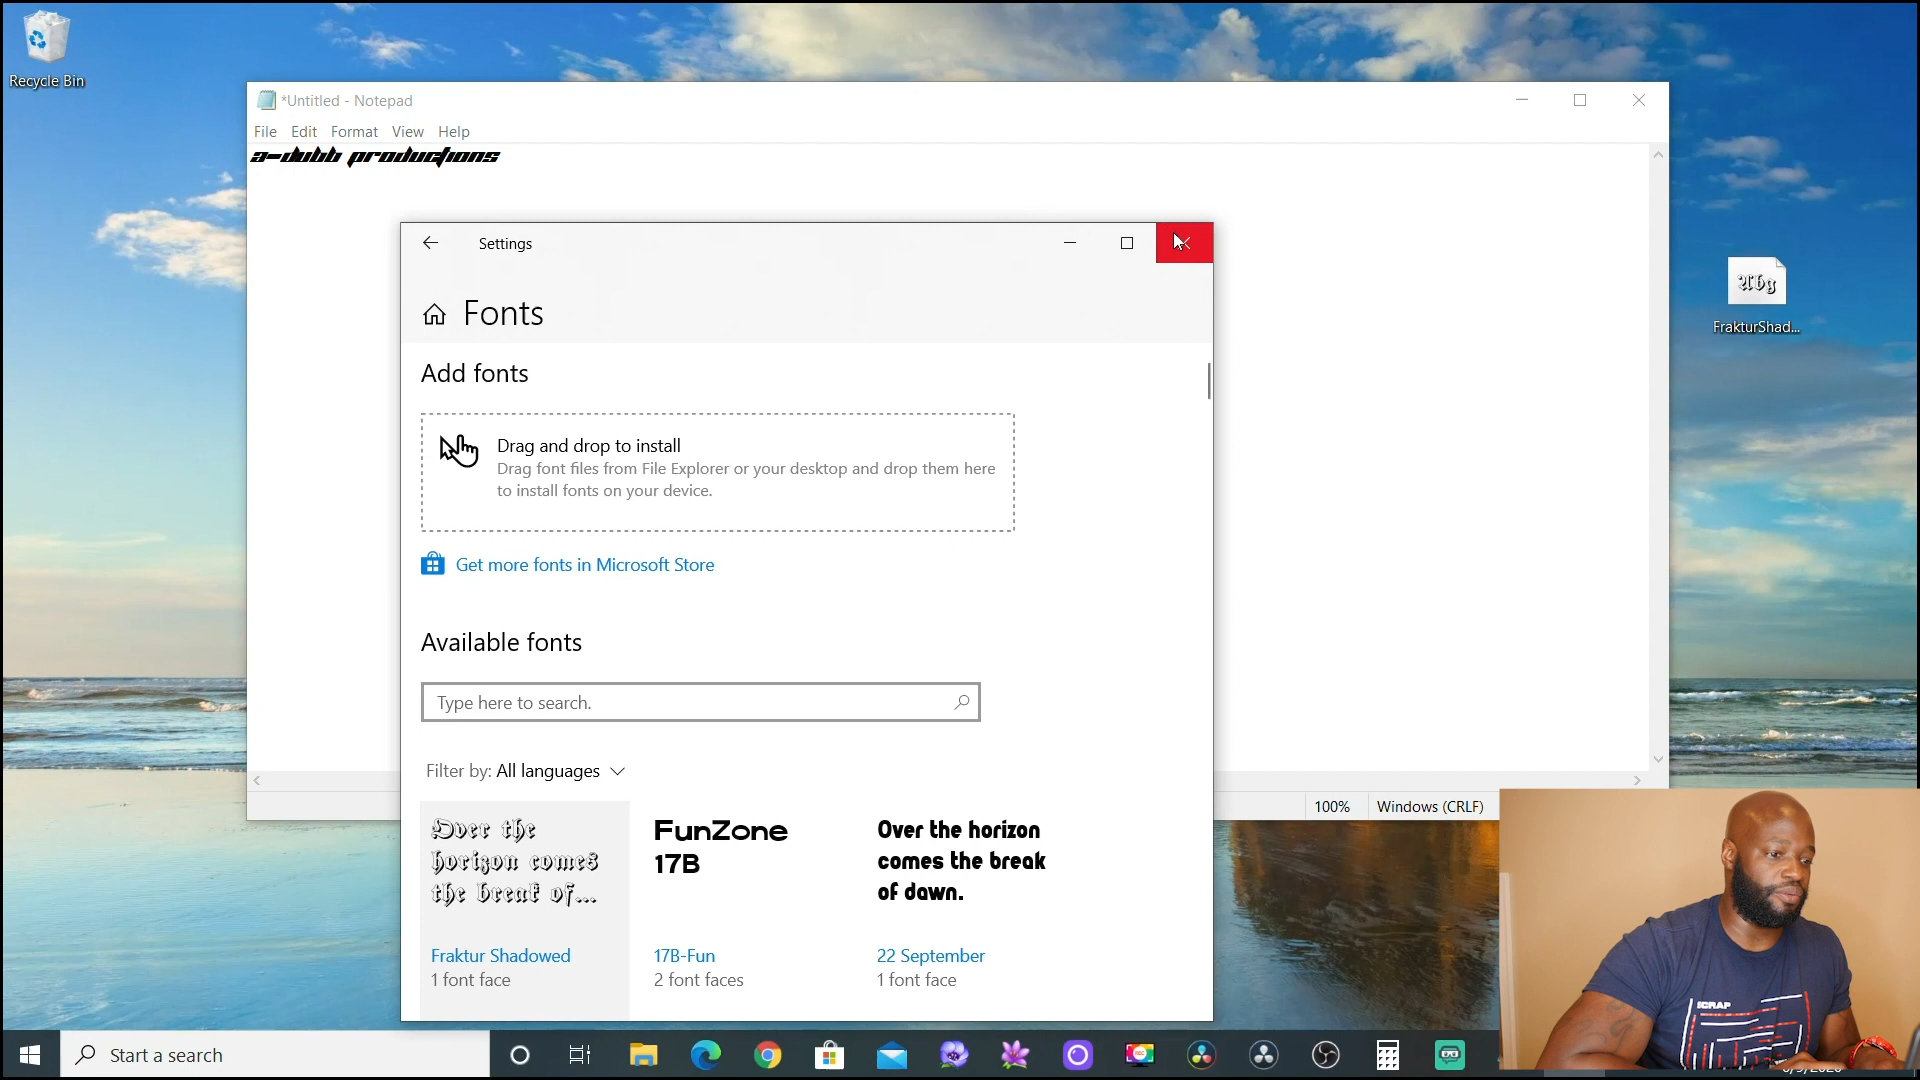 Recycle Bin
*Untitled - Notepad
File Edit Format View Help
a-dubb productions
Settings
Fonts
Add fonts
Drag and drop to install
Drag font files from File Explorer or your desktop and drop them here
to install fonts on your device.
Get more fonts in Microsoft Store
Available fonts
Type here to search.
Filter by: All languages
Over the
horizon comes
the break of...
Fraktur Shadowed
1 font face
FunZone
17B
17B-Fun
2 font faces
Over the horizon
comes the break
of dawn.
22 September
1 font face
Abg
FrakturShad...
100%
Windows (CRLF)
SCRAP
Start a search